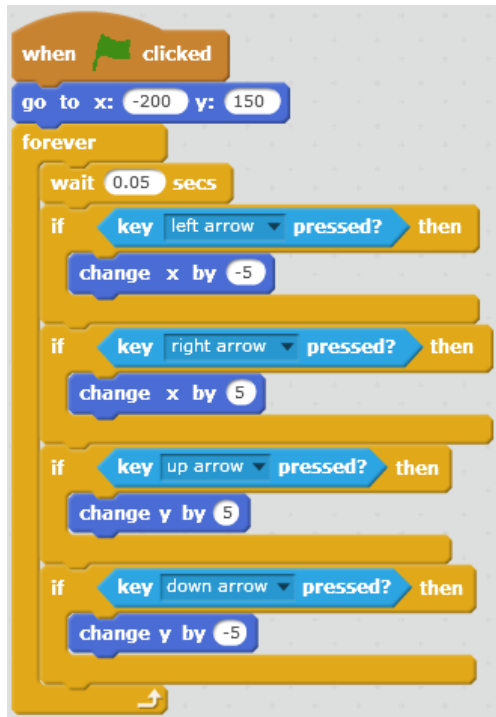 when clicked
go to x: -200 y: 150
forever
wait 0.05 secs
if key left arrow pressed? then
change x by -5
if key right arrow pressed? then
change x by 5
if key up arrow pressed? then
change y by 5
if key down arrow pressed? then
change y by -5